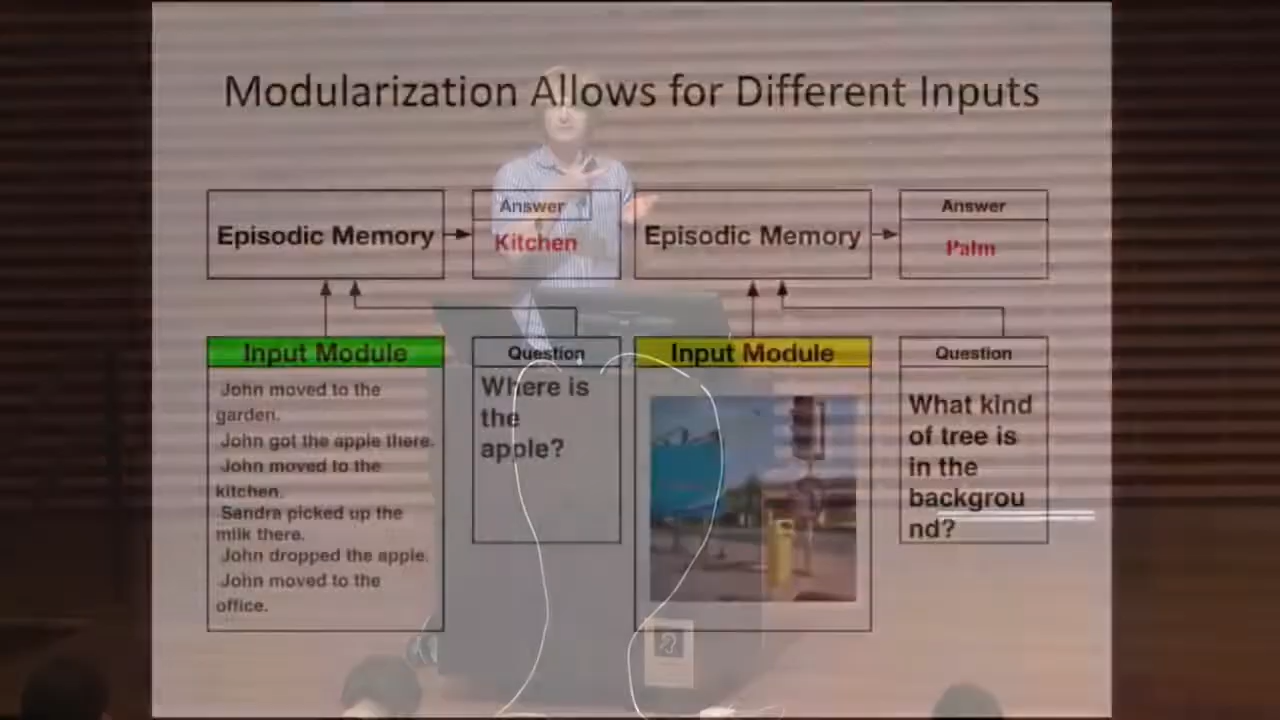 Modularization Allows for Different Inputs
Episodic Memory
Answer
Kitchen
Input Module
John moved to the
garden.
John got the apple there.
John moved to the
kitchen.
Sandra picked up the
milk there.
John dropped the apple.
John moved to the
office.
Question
Where is
the
apple?
Episodic Memory
Answer
Palm
Input Module
Question
What kind
of tree is
in the
backgrou
nd?